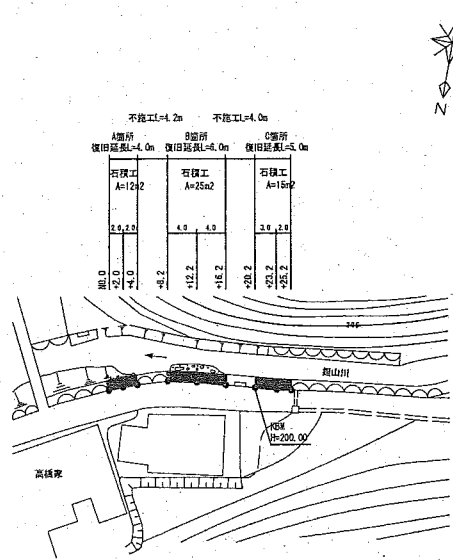 N
不施工L=4.2m 不施工L=4.0m
A箇所 B箇所 C箇所
復旧延長L=4.0m 復旧延長L=8.0m 復旧延長L=5.0m
石積工 石積工 石積工
A=12m2 A=25m2 A=15m2
2.0 2.0 4.0 4.0 3.0 2.0
NO.0
+2.0
+4.0
+8.2
+12.2
+16.2
+20.2
+23.2
+25.2
KBM
H=200.00
高橋家